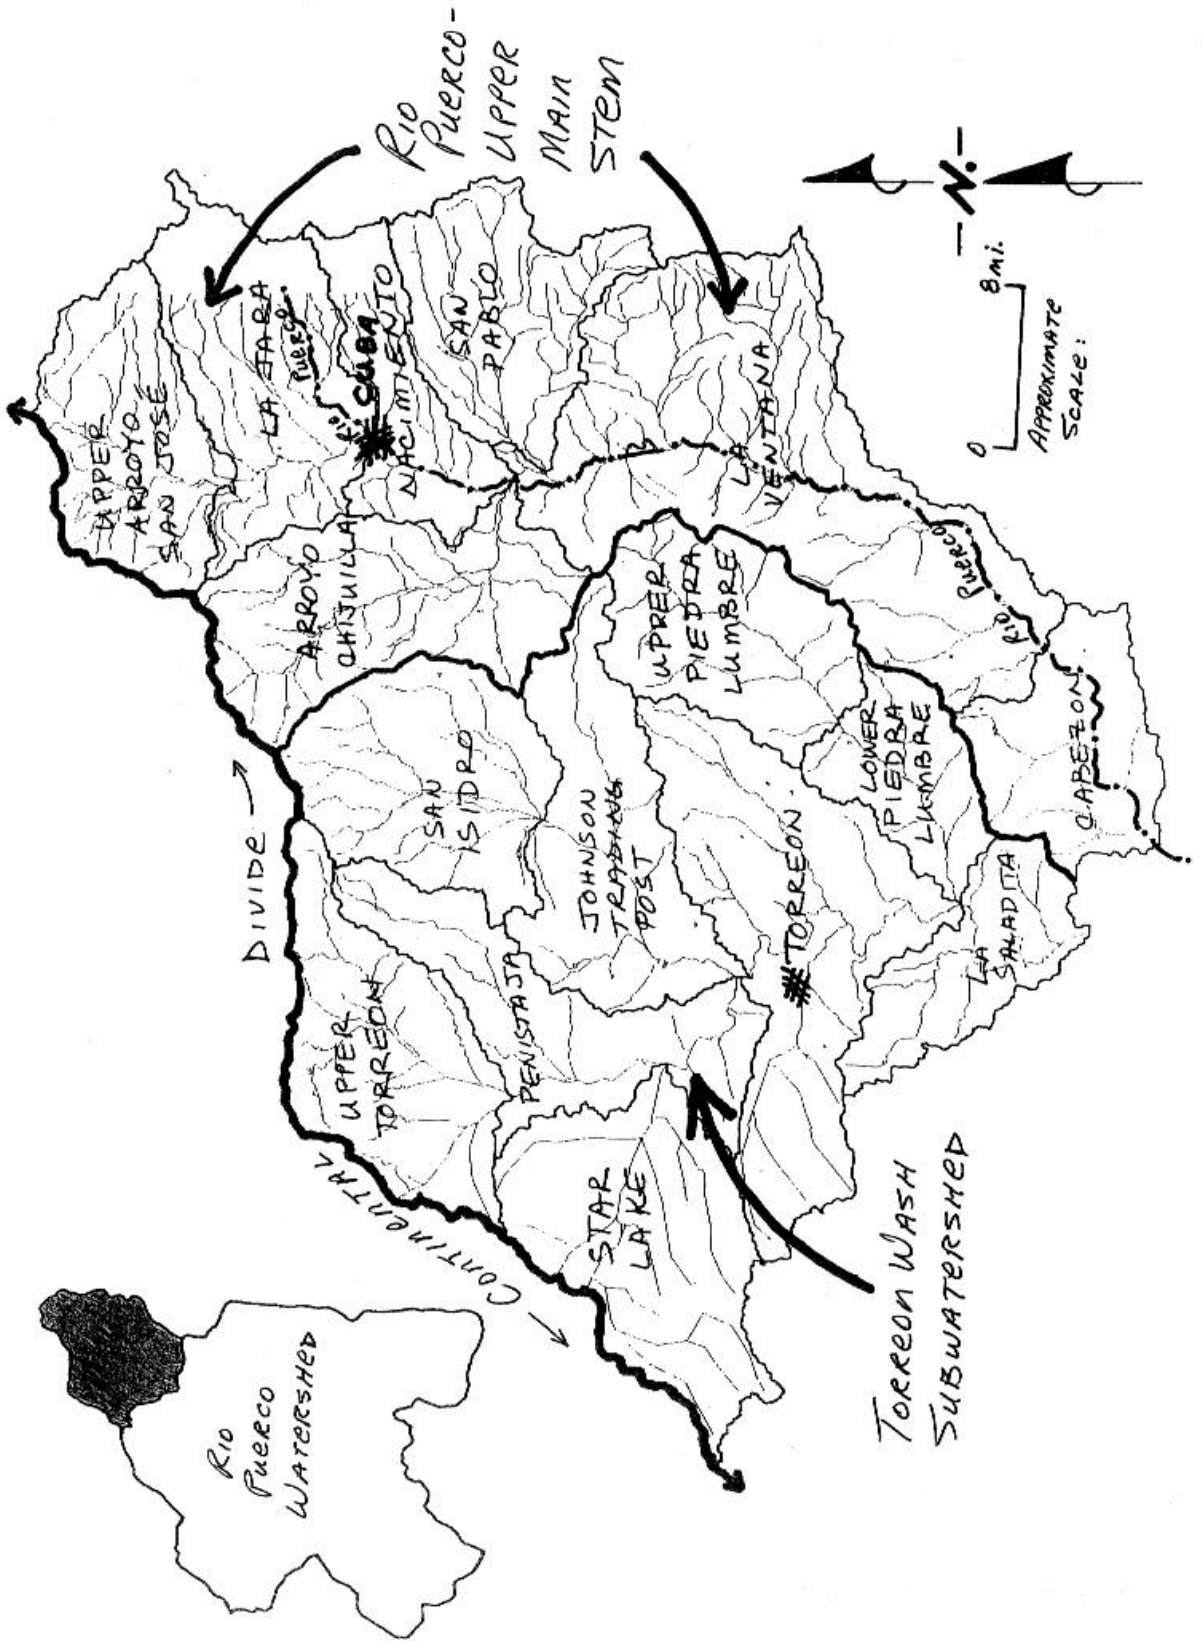 RIO
PUERCO-
UPPER
MAIN
STEM
CONTINENTAL
DIVIDE
UPPER
ARROYO
SAN JOSÉ
LA JARA
RIO
PUERCO
CUBA
NACIMIENTO
SAN
PABLO
ARROYO
CHIJUILLA
SAN
ISIDRO
UPPER
TORREON
PENISTAJA
JOHNSON
TRADING
POST
STAR
LAKE
TORREON
UPPER
PIEDRA
LUMBRE
LOWER
PIEDRA
LUMBRE
LA
VENTANA
RIO PUERCO
CABEZON
LA
SALADITA
RIO
PUERCO
WATERSHED
TORREON WASH
SUBWATERSHED
-N.-
0 8mi.
APPROXIMATE
SCALE: